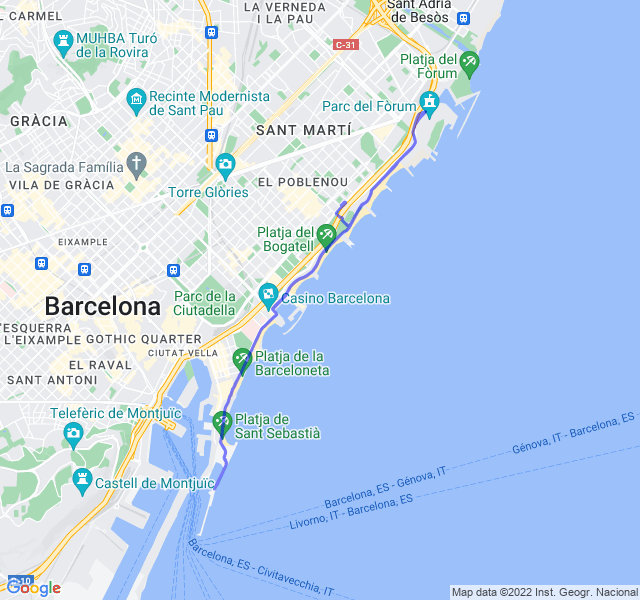 EL CARMEL
LA VERNEDA
I LA PAU
Sant Adrià
de Besòs
MUHBA Turó
de la Rovira
C-31
Platja del
Fòrum
Recinte Modernista
de Sant Pau
Parc del Fòrum
GRÀCIA
SANT MARTÍ
La Sagrada Família
VILA DE GRÀCIA
Torre Glòries
EL POBLENOU
EIXAMPLE
Platja del
Bogatell
Parc de la
Ciutadella
Casino Barcelona
Barcelona
L'ESQUERRA
L'EIXAMPLE
GOTHIC QUARTER
CIUTAT VELLA
EL RAVAL
SANT ANTONI
Platja de la
Barceloneta
Telefèric de Montjuïc
Platja de
Sant Sebastià
Castell de Montjuïc
Génova, IT - Barcelona, ES
Barcelona, ES - Génova, IT
Livorno, IT - Barcelona, ES
Barcelona, ES - Civitavecchia, IT
Google
Map data ©2022 Inst. Geogr. Nacional